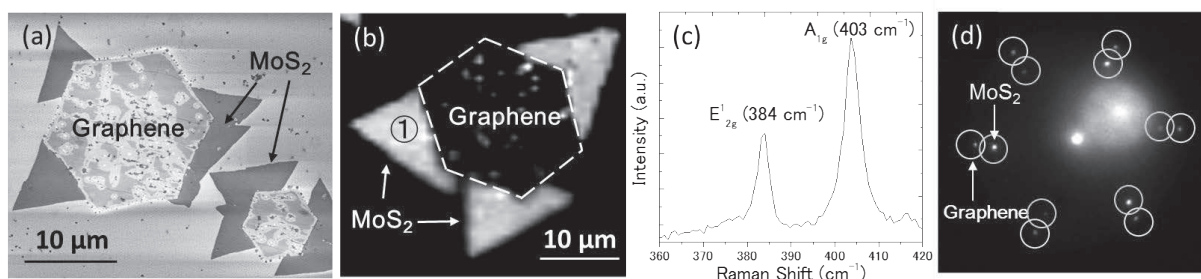 (a)
MoS₂
Graphene
10 μm
(b)
Graphene
①
MoS₂
10 μm
(c)
A₁g (403 cm⁻¹)
E¹₂g (384 cm⁻¹)
Intensity (a.u.)
360 370 380 390 400 410 420
Raman Shift (cm⁻¹)
(d)
MoS₂
Graphene